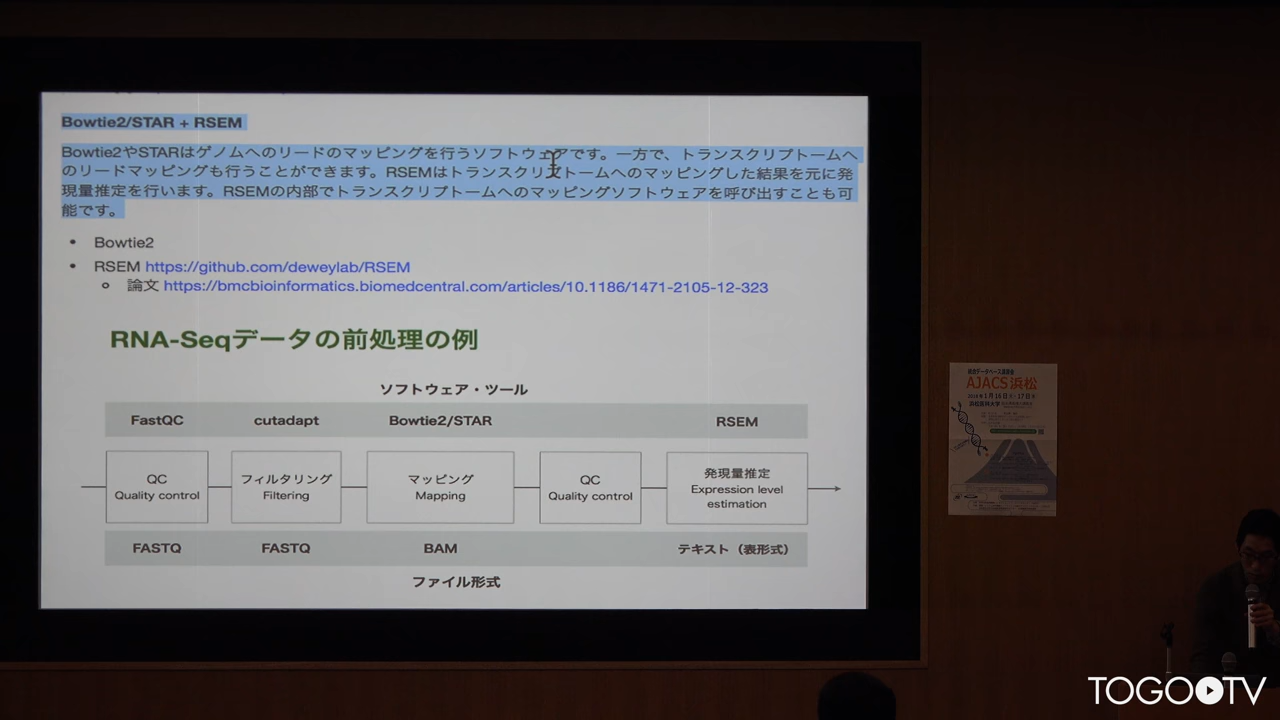 Bowtie2/STAR + RSEM
Bowtie2やSTARはゲノムへのリードのマッピングを行うソフトウェアです。一方で、トランスクリプトームへ
のリードマッピングも行うことができます。RSEMはトランスクリプトームへのマッピングした結果を元に発
現量推定を行います。RSEMの内部でトランスクリプトームへのマッピングソフトウェアを呼び出すことも可
能です。
• Bowtie2
• RSEM https://github.com/deweylab/RSEM
論文 https://bmcbioinformatics.biomedcentral.com/articles/10.1186/1471-2105-12-323
RNA-Seqデータの前処理の例
ソフトウェア・ツール
FastQC cutadapt Bowtie2/STAR RSEM
QC
Quality control
フィルタリング
Filtering
マッピング
Mapping
QC
Quality control
発現量推定
Expression level
estimation
FASTQ FASTQ BAM テキスト（表形式）
ファイル形式
AJACS浜松
TOGOTV